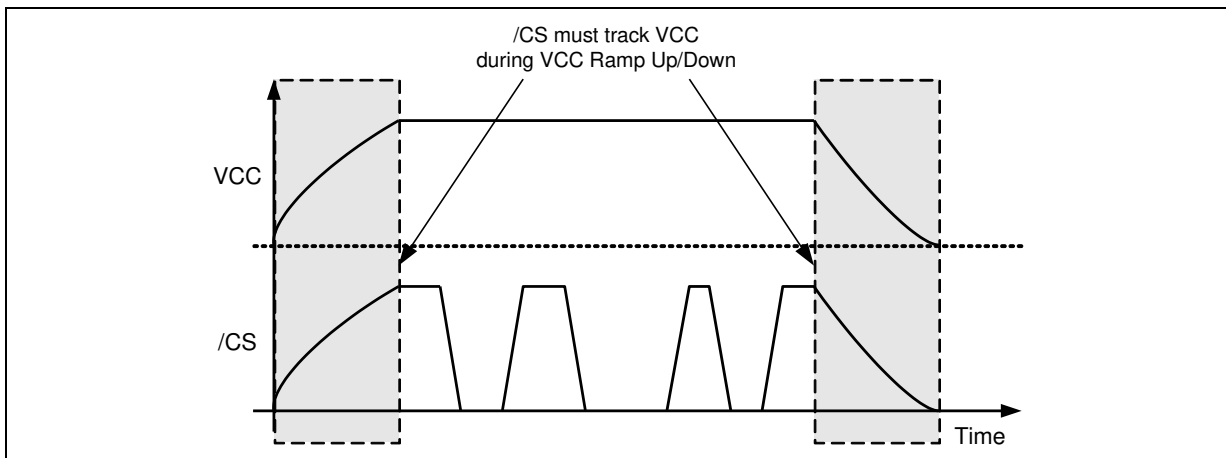 /CS must track VCC
during VCC Ramp Up/Down
VCC
/CS
Time